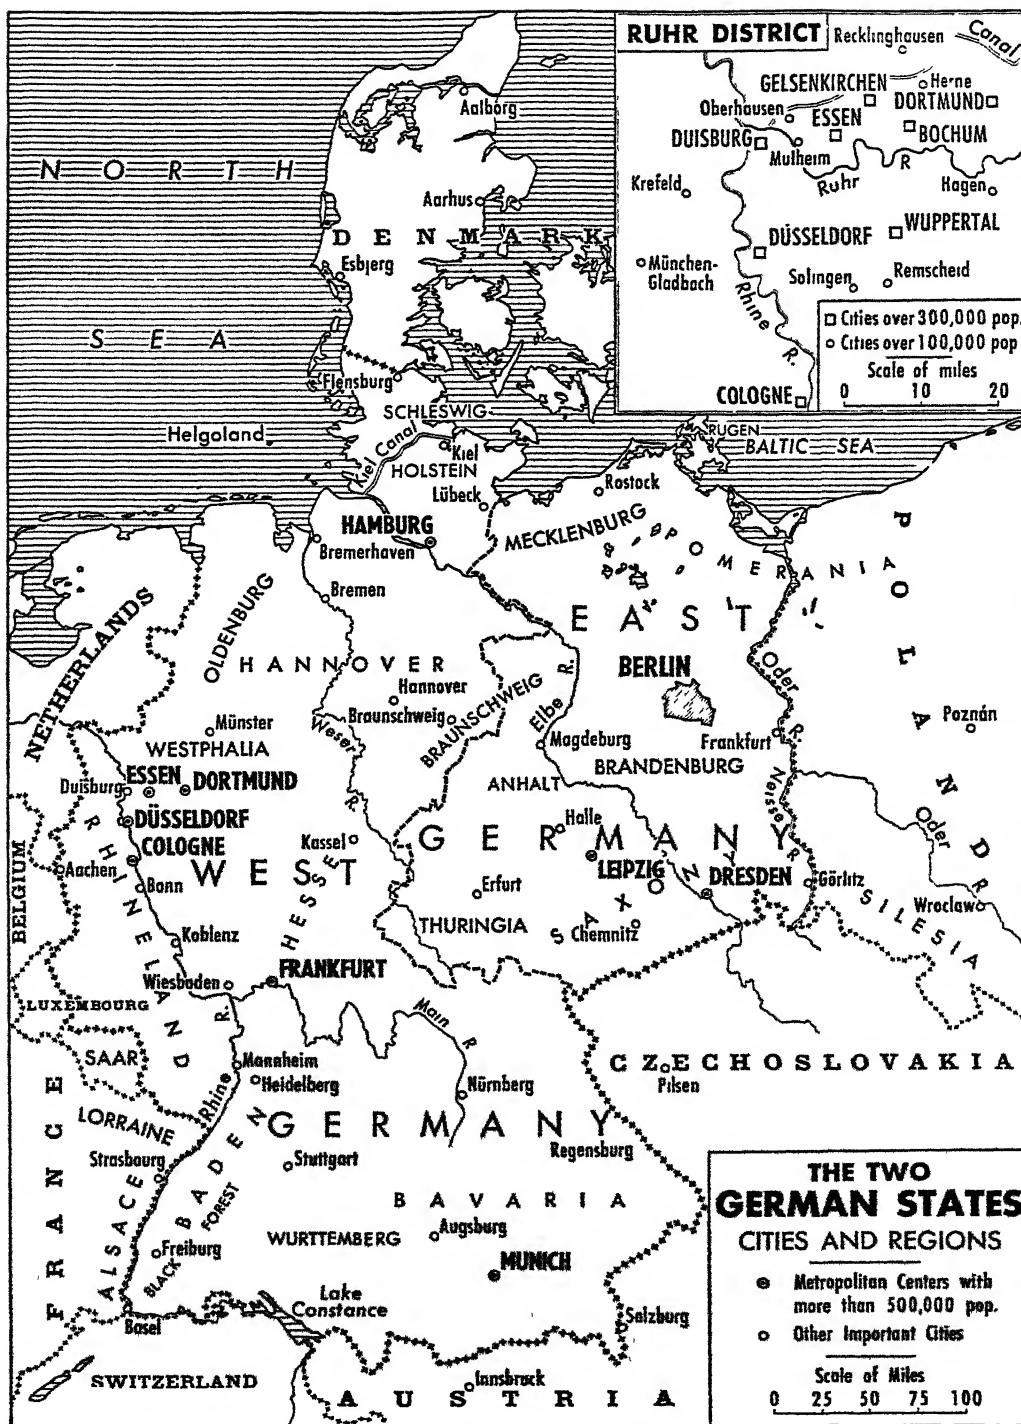 RUHR DISTRICT
Recklinghausen
Canal
GELSENKIRCHEN
Herne
Oberhausen
ESSEN
DORTMUND
DUISBURG
BOCHUM
Mulheim
Ruhr R
Krefeld
Hagen
DÜSSELDORF
WUPPERTAL
München-
Gladbach
Solingen
Remscheid
Rhine R.
COLOGNE
Cities over 300,000 pop.
Cities over 100,000 pop
Scale of miles
0 10 20
NORTH
SEA
Aalborg
Aarhus
DENMARK
Esbjerg
Flensburg
SCHLESWIG-
Helgoland
Kiel Canal
Kiel
HOLSTEIN
RUGEN
BALTIC SEA
Lübeck
Rostock
HAMBURG
MECKLENBURG
POMERANIA
POLAND
Bremerhaven
Bremen
NETHERLANDS
OLDENBURG
EAST
HANNOVER
BERLIN
Hannover
Braunschweig
BRAUNSCHWEIG
Elbe R.
Oder R.
Münster
Weser R.
Magdeburg
Frankfurt
Poznán
WESTPHALIA
ANHALT
BRANDENBURG
Neisse R
ESSEN
DORTMUND
Duisburg
DÜSSELDORF
COLOGNE
Kassel
Halle
GERMANY
Oder R
BELGIUM
Aachen
RHINELAND
Bonn
WEST
HESSE
Erfurt
LEIPZIG
DRESDEN
Görlitz
SILESIA
Wroclaw
THURINGIA
SAXONY
Chemnitz
Koblenz
FRANKFURT
Wiesbaden
LUXEMBOURG
R.
Main R
SAAR
Mannheim
Heidelberg
Rhine
Nürnberg
CZECHOSLOVAKIA
Pilsen
FRANCE
LORRAINE
GERMANY
Strasbourg
Regensburg
Stuttgart
BADEN
ALSACE
BAVARIA
BLACK FOREST
Freiburg
WURTTEMBERG
Augsburg
MUNICH
Lake
Constance
Basel
Salzburg
SWITZERLAND
Innsbruck
AUSTRIA
THE TWO
GERMAN STATES
CITIES AND REGIONS
Metropolitan Centers with
more than 500,000 pop.
Other Important Cities
Scale of Miles
0 25 50 75 100